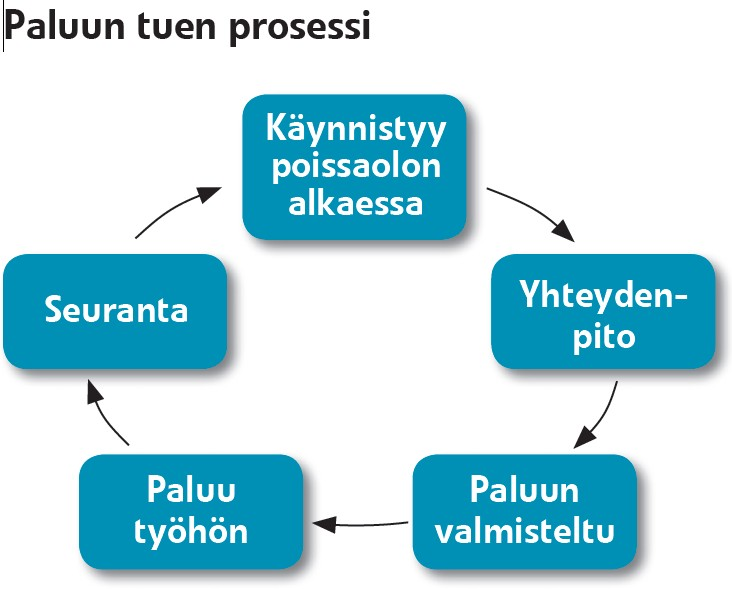 Paluun tuen prosessi
Käynnistyy
poissaolon
alkaessa
Yhteyden-
pito
Paluun
valmisteltu
Paluu
työhön
Seuranta